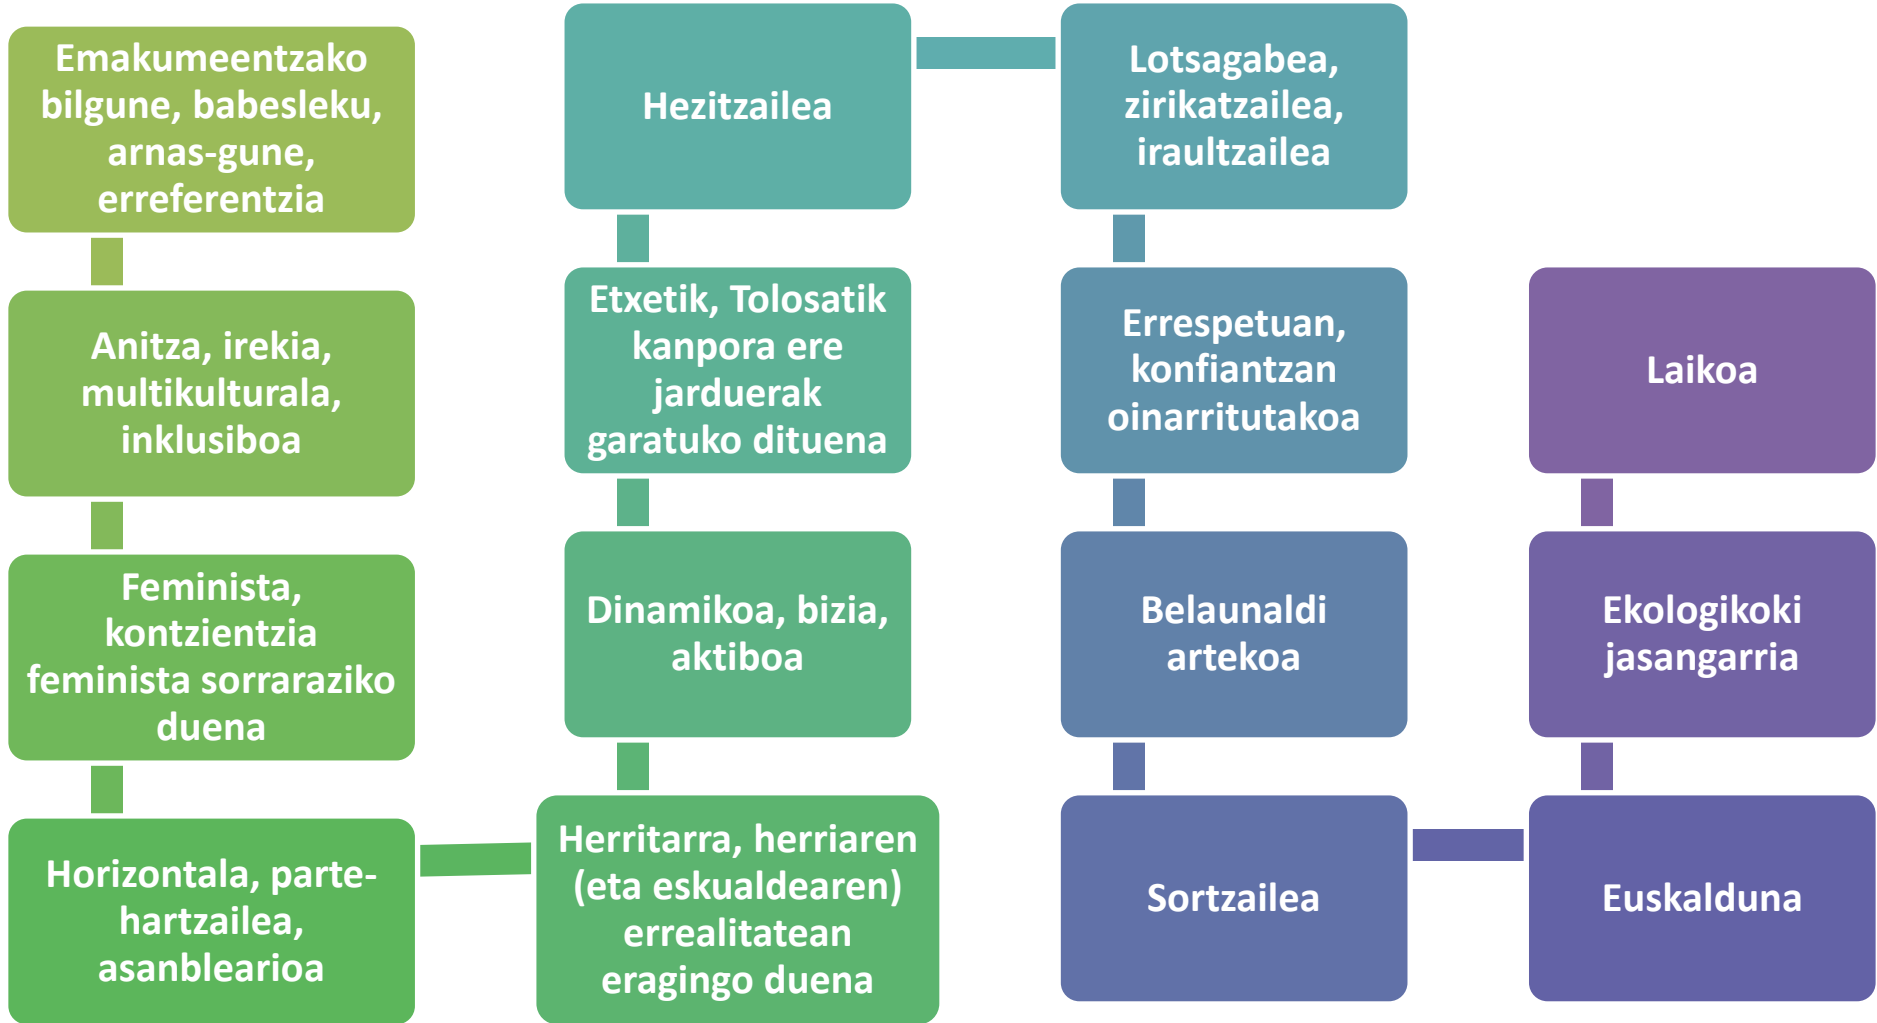 Emakumeentzako
bilgune, babesleku,
arnas-gune,
erreferentzia
Anitza, irekia,
multikulturala,
inklusiboa
Feminista,
kontzientzia
feminista sorraraziko
duena
Horizontala, parte-
hartzailea,
asanblearioa
Herritarra, herriaren
(eta eskualdearen)
errealitatean
eragingo duena
Dinamikoa, bizia,
aktiboa
Etxetik, Tolosatik
kanpora ere
jarduerak
garatuko dituena
Hezitzailea
Lotsagabea,
zirikatzailea,
iraultzailea
Errespetuan,
konfiantzan
oinarritutakoa
Belaunaldi
artekoa
Sortzailea
Euskalduna
Ekologikoki
jasangarria
Laikoa